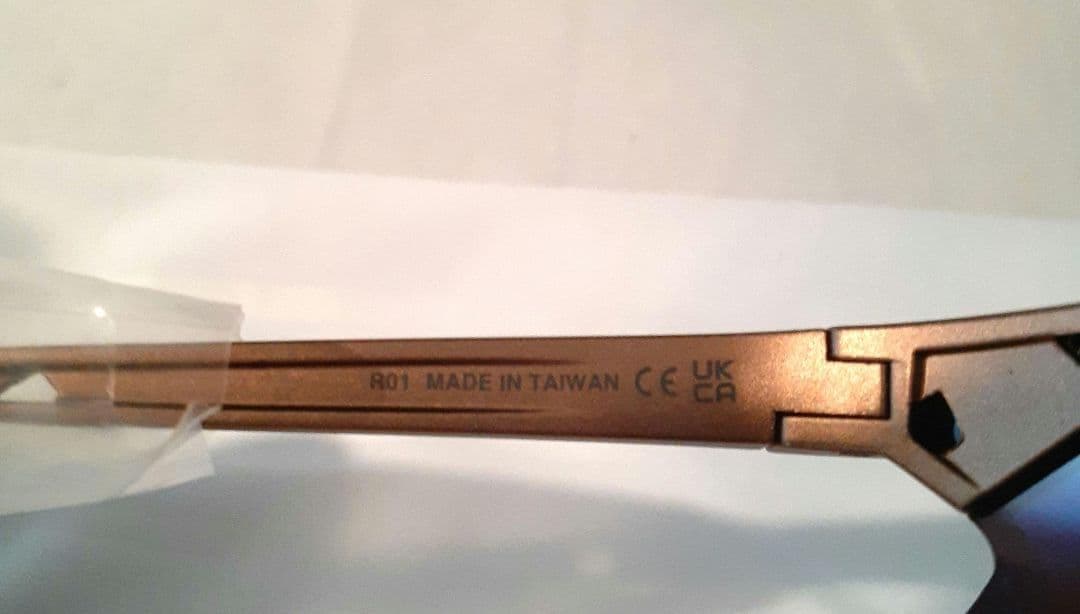 R01 MADE IN TAIWAN CE UK
CA